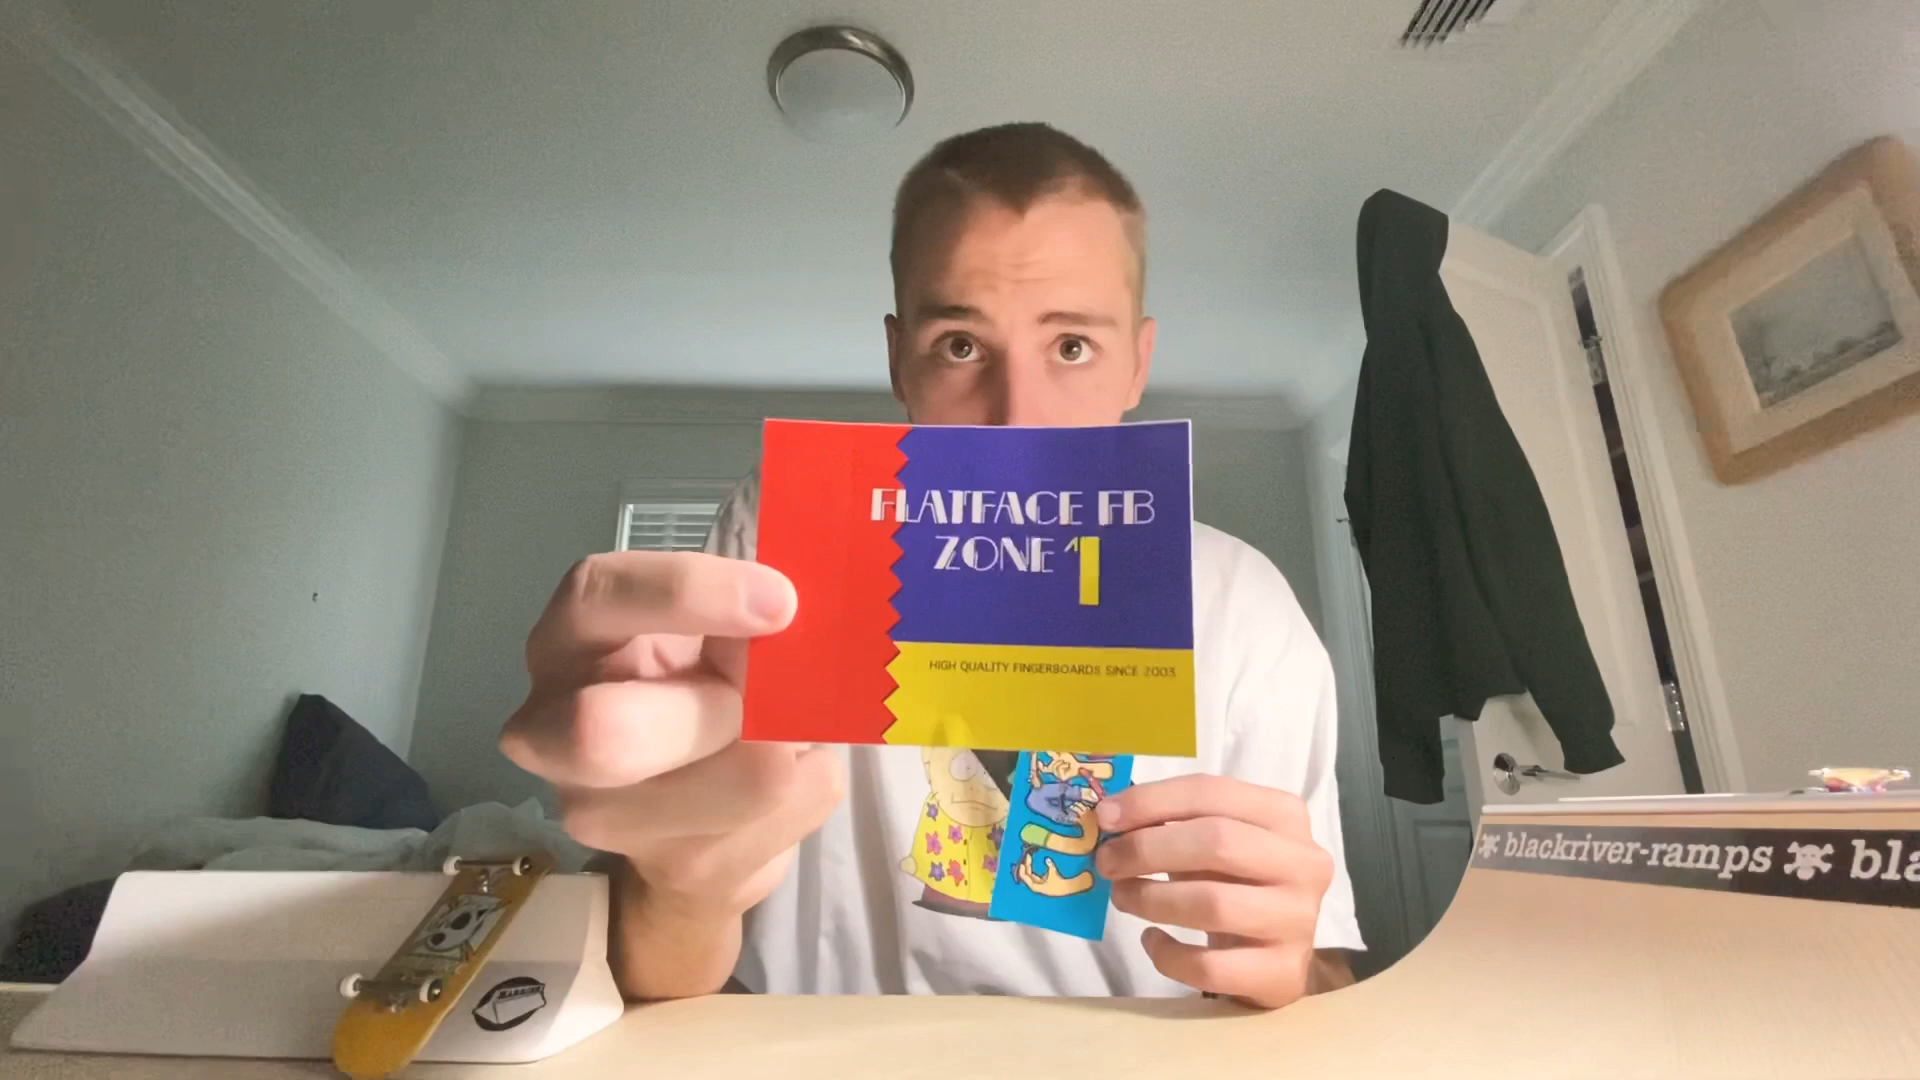 FLATFACE FB
ZONE 1
HIGH QUALITY FINGERBOARDS SINCE 2003
blackriver-ramps bla